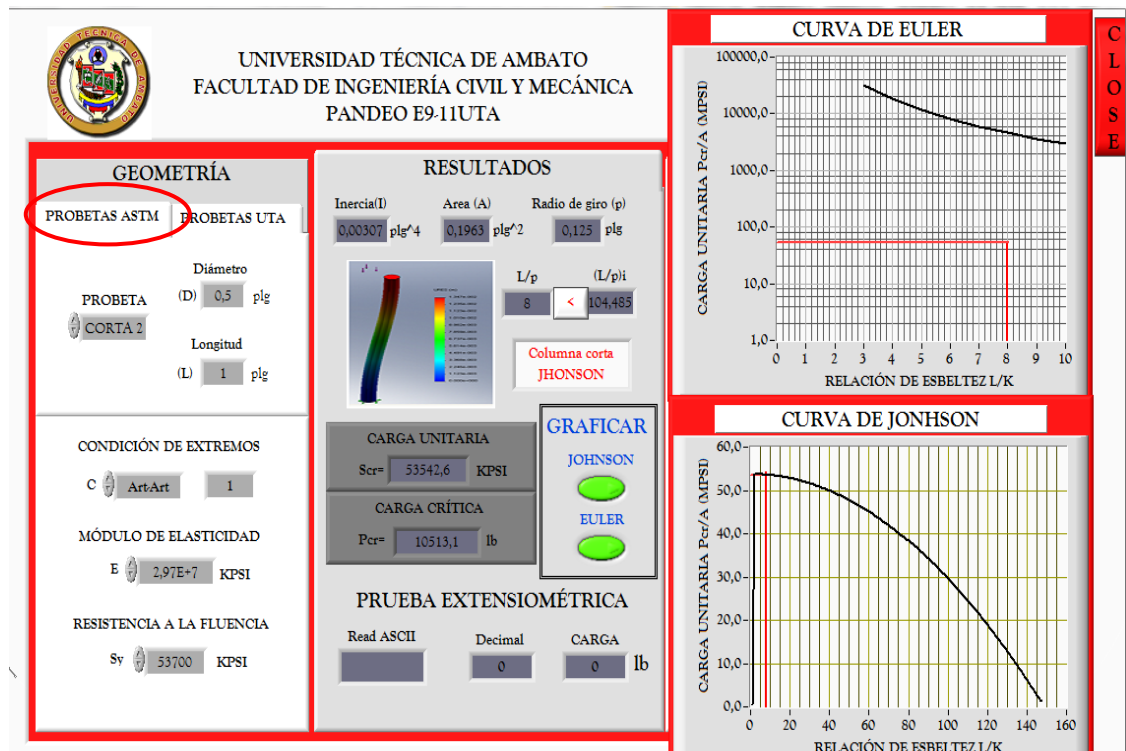 UNIVERSIDAD TÉCNICA DE AMBATO
FACULTAD DE INGENIERÍA CIVIL Y MECÁNICA
PANDEO E9-11UTA
GEOMETRÍA
PROBETAS ASTM
PROBETAS UTA
PROBETA
CORTA 2
Diámetro
(D) 0,5 plg
Longitud
(L) 1 plg
CONDICIÓN DE EXTREMOS
C Art-Art 1
MÓDULO DE ELASTICIDAD
E 2,97E+7 KPSI
RESISTENCIA A LA FLUENCIA
Sy 53700 KPSI
RESULTADOS
Inercia(I) Area (A) Radio de giro (p)
0,00307 plg^4 0,1963 plg^2 0,125 plg
L/p (L/p)i
8 < 104,485
Columna corta
JHONSON
CARGA UNITARIA
Scr= 53542,6 KPSI
CARGA CRÍTICA
Pcr= 10513,1 lb
GRAFICAR
JOHNSON
EULER
PRUEBA EXTENSIOMÉTRICA
Read ASCII Decimal CARGA
0 0 lb
CURVA DE EULER
CARGA UNITARIA Pcr/A (MPSI)
100000,0
10000,0
1000,0
100,0
10,0
1,0
0 1 2 3 4 5 6 7 8 9 10
RELACIÓN DE ESBELTEZ L/K
CURVA DE JONHSON
CARGA UNITARIA Pcr/A (MPSI)
60,0
50,0
40,0
30,0
20,0
10,0
0,0
0 20 40 60 80 100 120 140 160
RELACIÓN DE ESBELTEZ L/K
CLOSE